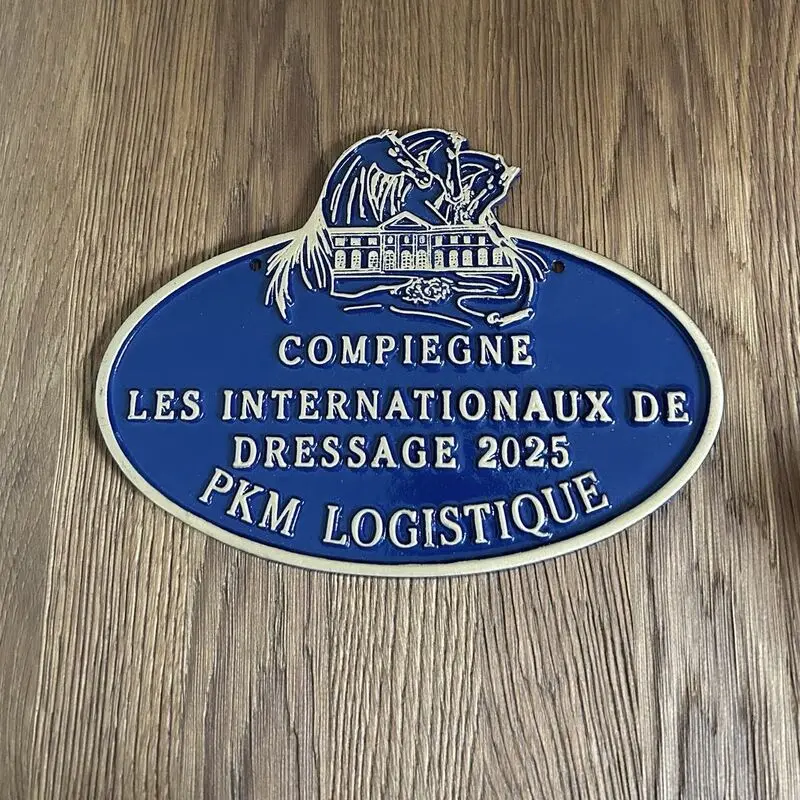 COMPIEGNE
LES INTERNATIONAUX DE
DRESSAGE 2025
PKM LOGISTIQUE